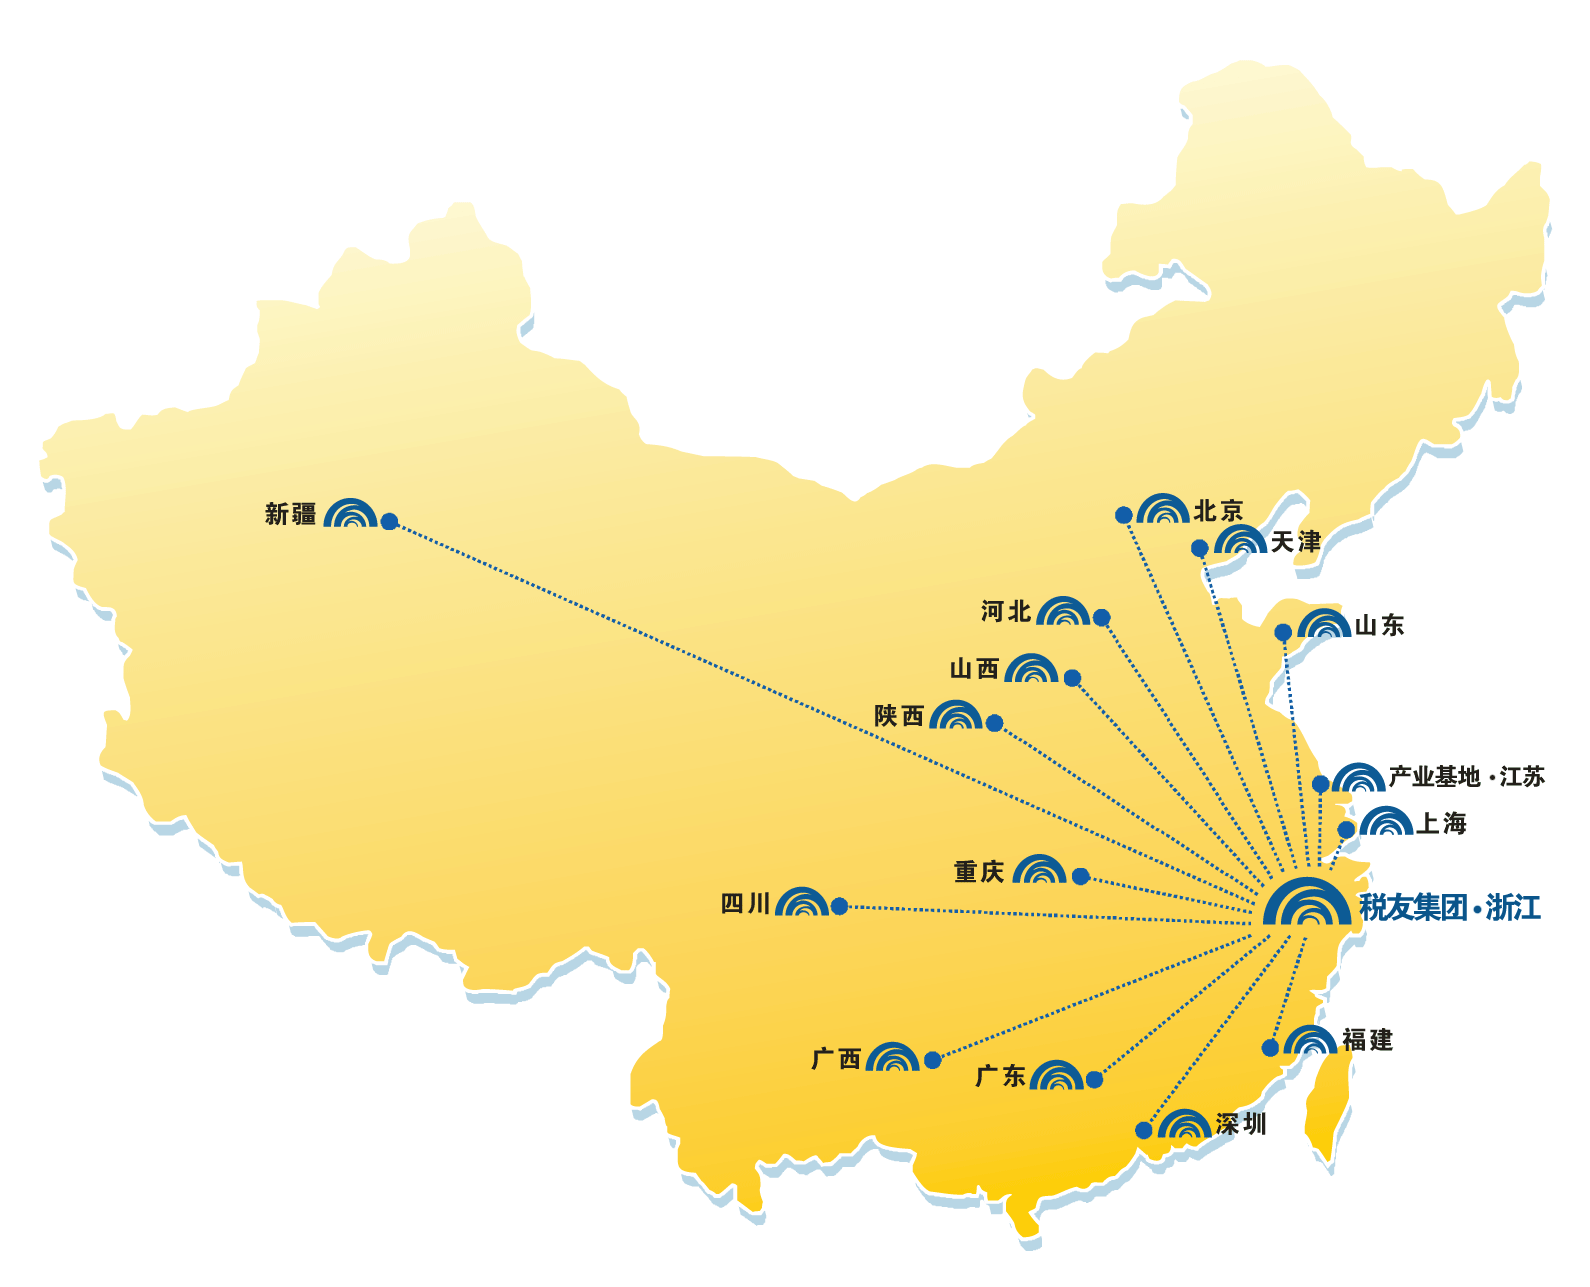 北京
新疆
天津
河北
山东
山西
陕西
产业基地·江苏
上海
重庆
四川
税友集团·浙江
福建
广西
广东
深圳